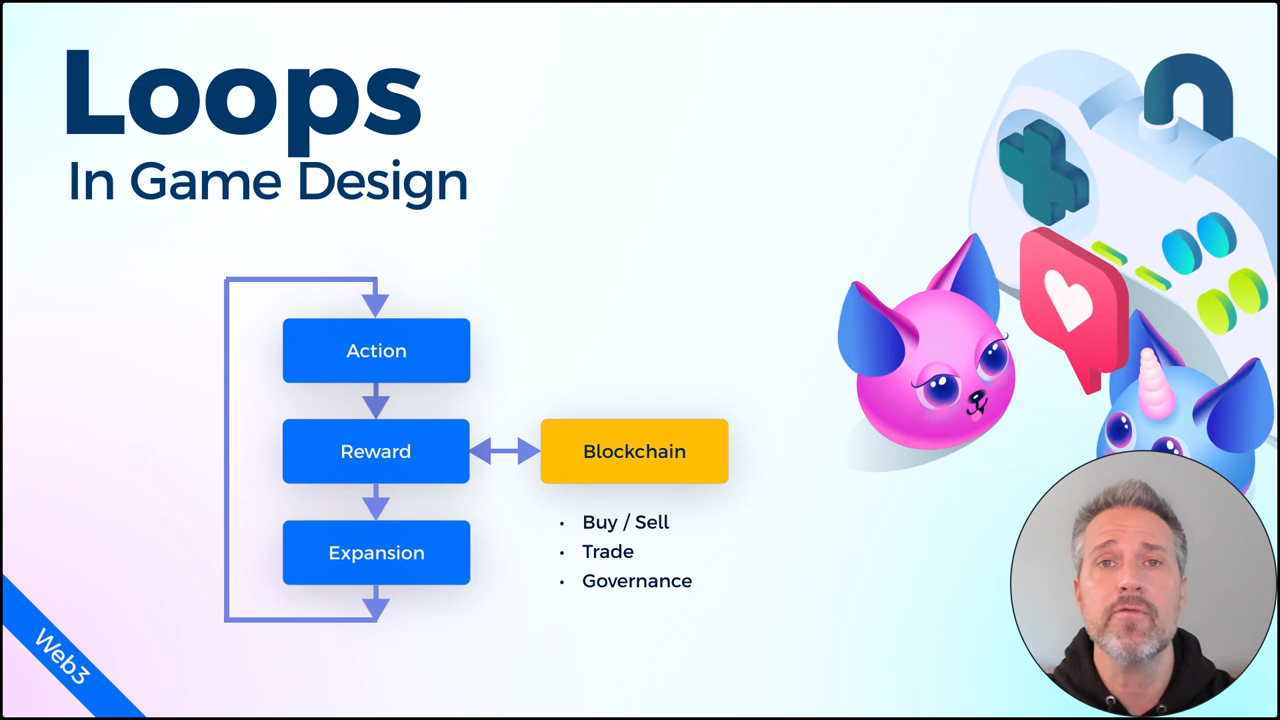 Loops
In Game Design
Action
Reward
Blockchain
Expansion
• Buy / Sell
• Trade
• Governance
Web3